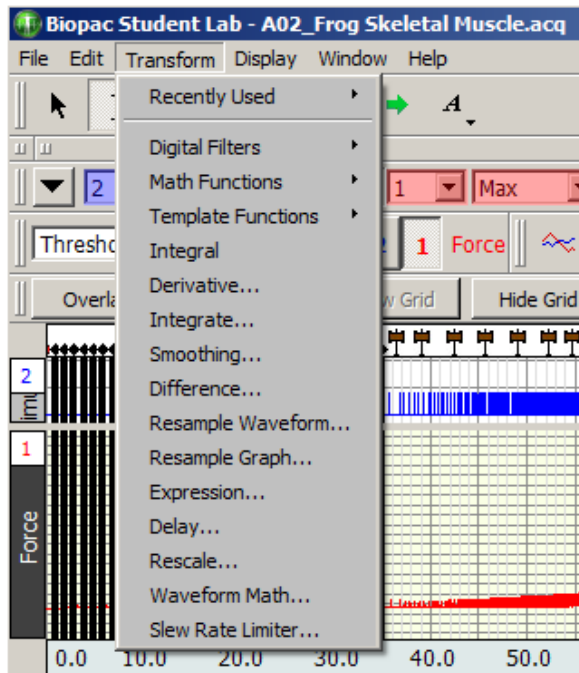 Biopac Student Lab - A02_Frog Skeletal Muscle.acq
File Edit Transform Display Window Help
Recently Used
A
Digital Filters
Math Functions
2 1 Max
Template Functions
1 Force
Integral
Derivative...
Grid Hide Grid
Integrate...
Smoothing...
2
Difference...
Resample Waveform...
1
Resample Graph...
Expression...
Force
Delay...
Rescale...
Waveform Math...
Slew Rate Limiter...
0.0 10.0 20.0 30.0 40.0 50.0